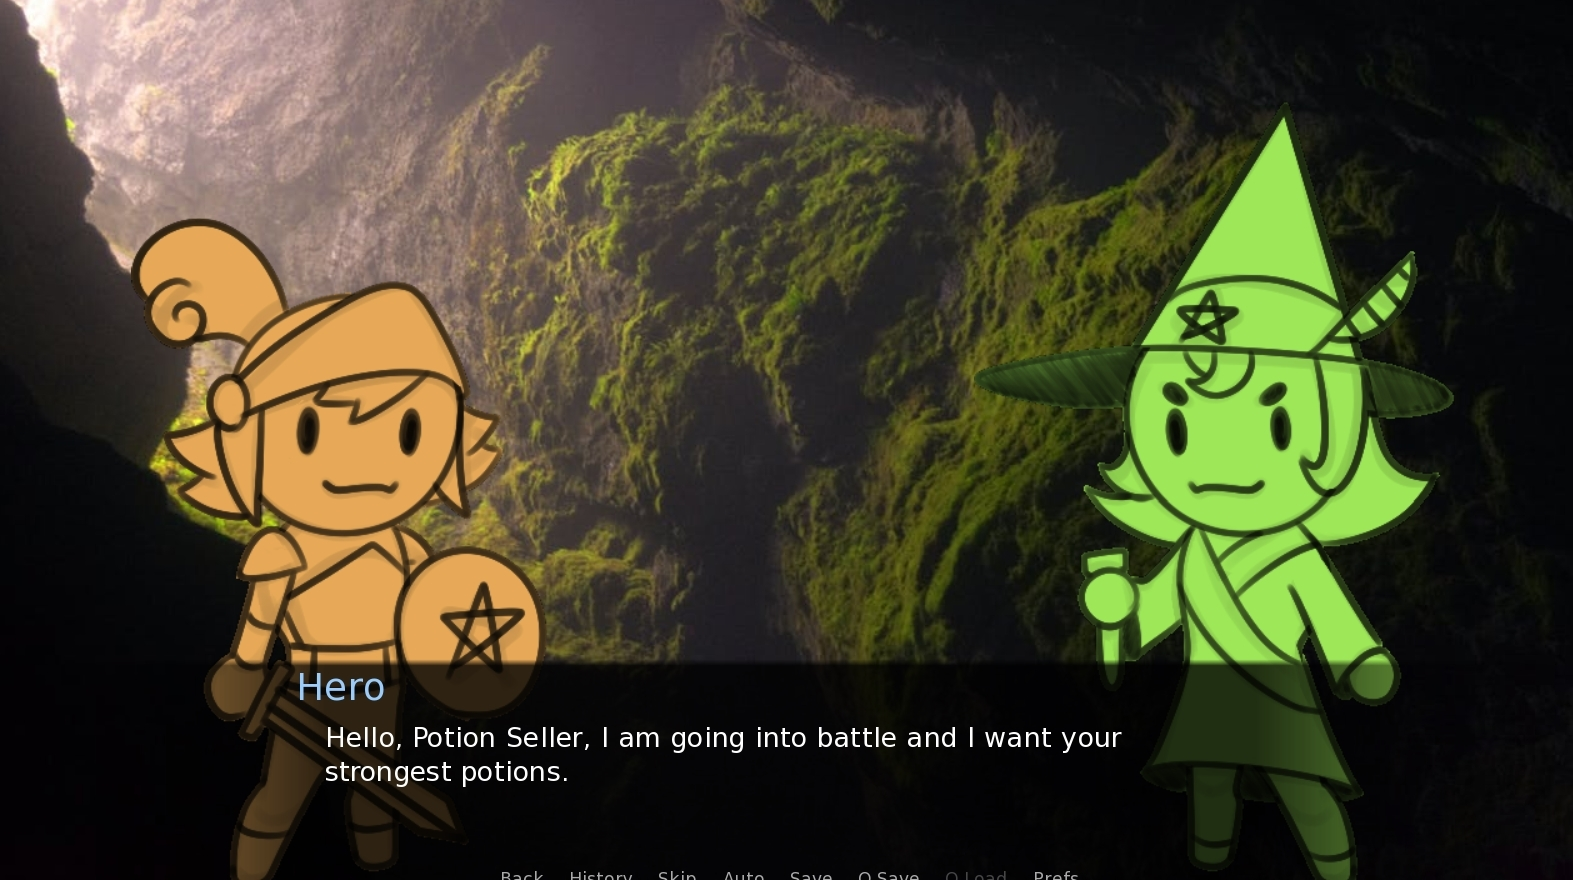 Hero
Hello, Potion Seller, I am going into battle and I want your
strongest potions.
Back History Skip Auto Save Q.Save Q.Load Prefs